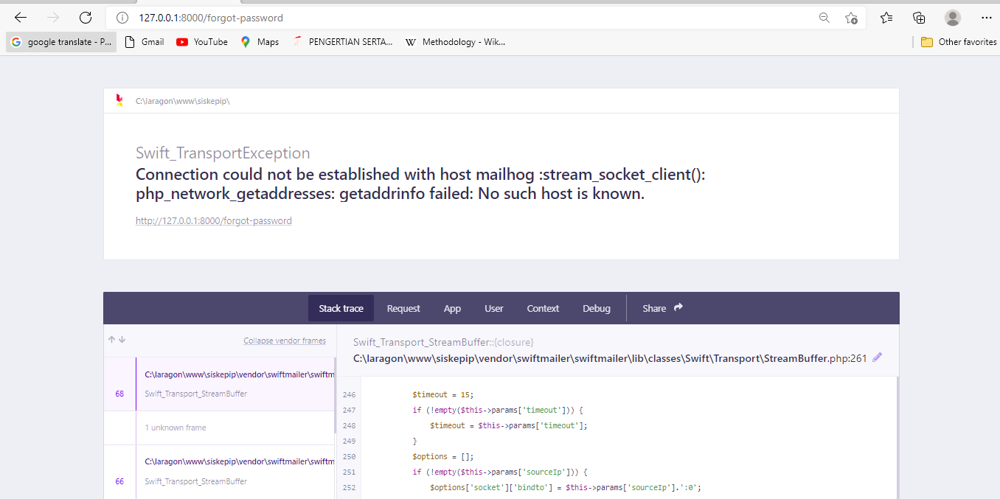 127.0.0.1:8000/forgot-password
google translate - P...
Gmail
YouTube
Maps
PENGERTIAN SERTA...
W
Methodology - Wik...
Other favorites
C:\laragon\www\siskepip\
Swift_TransportException
Connection could not be established with host mailhog :stream_socket_client():
php_network_getaddresses: getaddrinfo failed: No such host is known.
http://127.0.0.1:8000/forgot-password
Stack trace
Request
App
User
Context
Debug
Share
Collapse vendor frames
C:\laragon\www\siskepip\vendor\swiftmailer\swiftm
68
Swift_Transport_StreamBuffer
1 unknown frame
C:\laragon\www\siskepip\vendor\swiftmailer\swiftm
66
Swift_Transport_StreamBuffer
Swift_Transport_StreamBuffer::{closure}
C:\laragon\www\siskepip\vendor\swiftmailer\swiftmailer\lib\classes\Swift\Transport\StreamBuffer.php:261
246 $timeout = 15;
247 if (!empty($this->params['timeout'])) {
248 $timeout = $this->params['timeout'];
249 }
250 $options = [];
251 if (!empty($this->params['sourceIp'])) {
252 $options['socket']['bindto'] = $this->params['sourceIp'].':0';